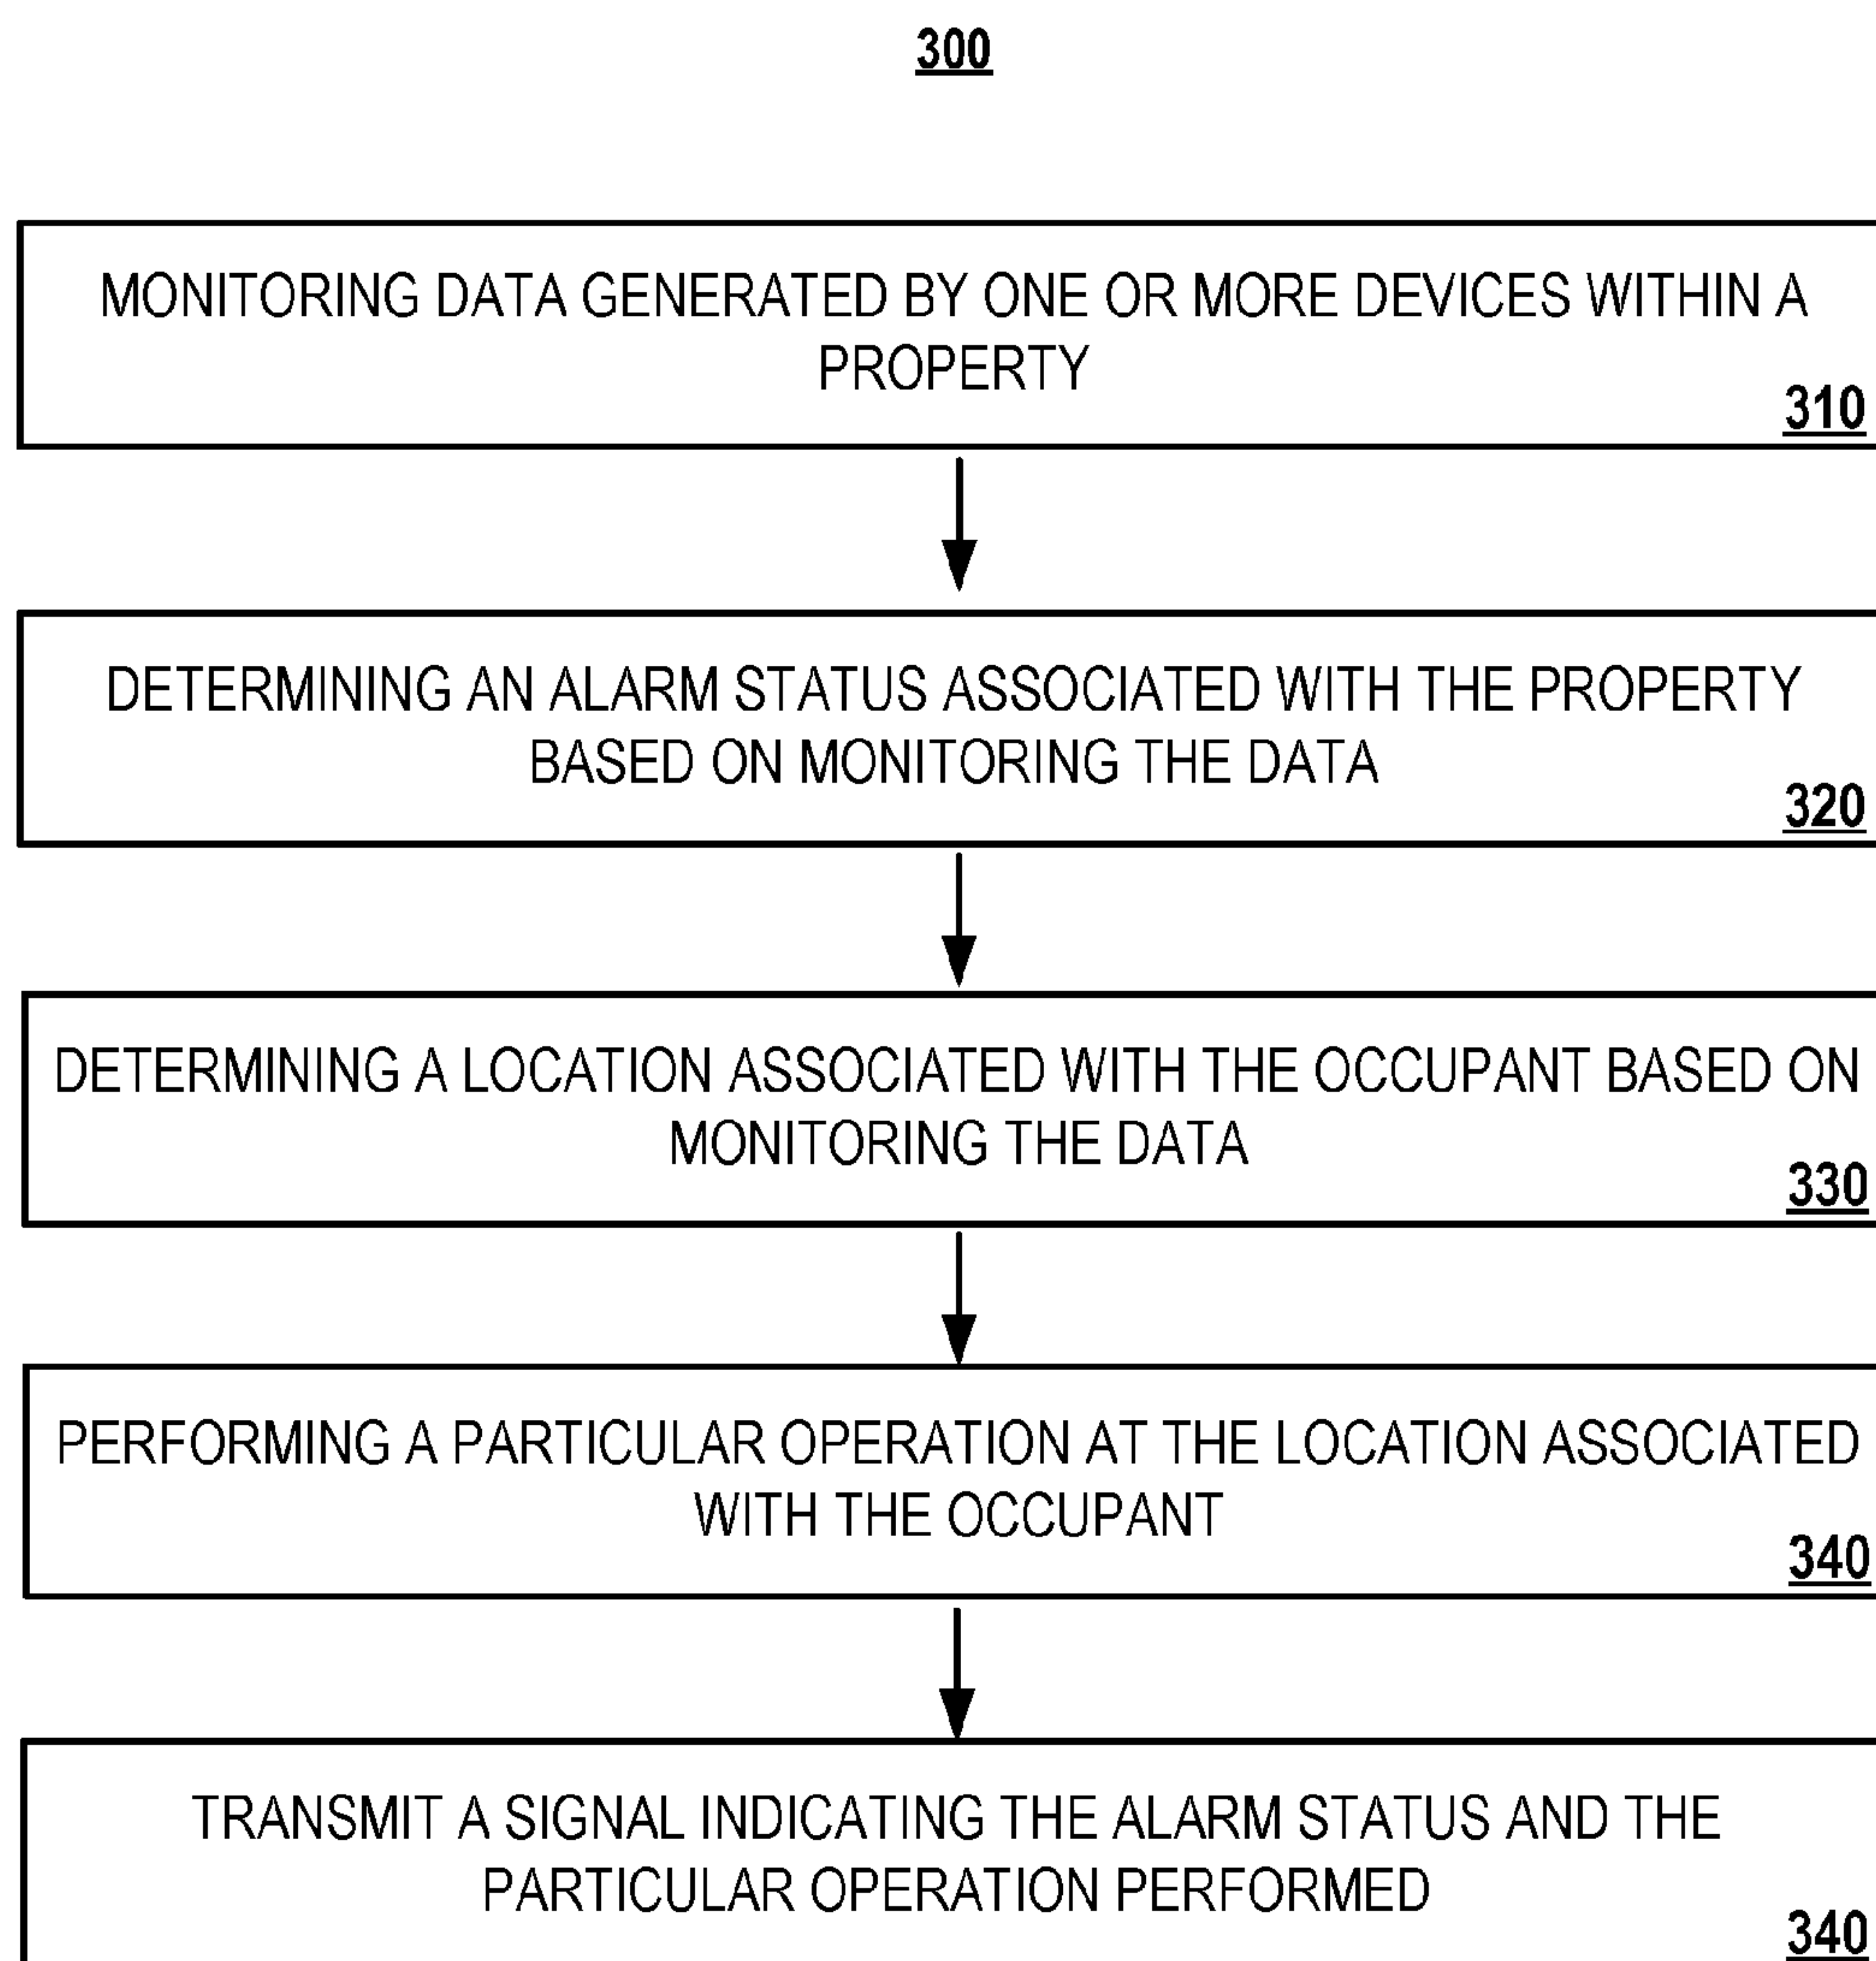 300
MONITORING DATA GENERATED BY ONE OR MORE DEVICES WITHIN A
PROPERTY
310
DETERMINING AN ALARM STATUS ASSOCIATED WITH THE PROPERTY
BASED ON MONITORING THE DATA
320
DETERMINING A LOCATION ASSOCIATED WITH THE OCCUPANT BASED ON
MONITORING THE DATA
330
PERFORMING A PARTICULAR OPERATION AT THE LOCATION ASSOCIATED
WITH THE OCCUPANT
340
TRANSMIT A SIGNAL INDICATING THE ALARM STATUS AND THE
PARTICULAR OPERATION PERFORMED
340